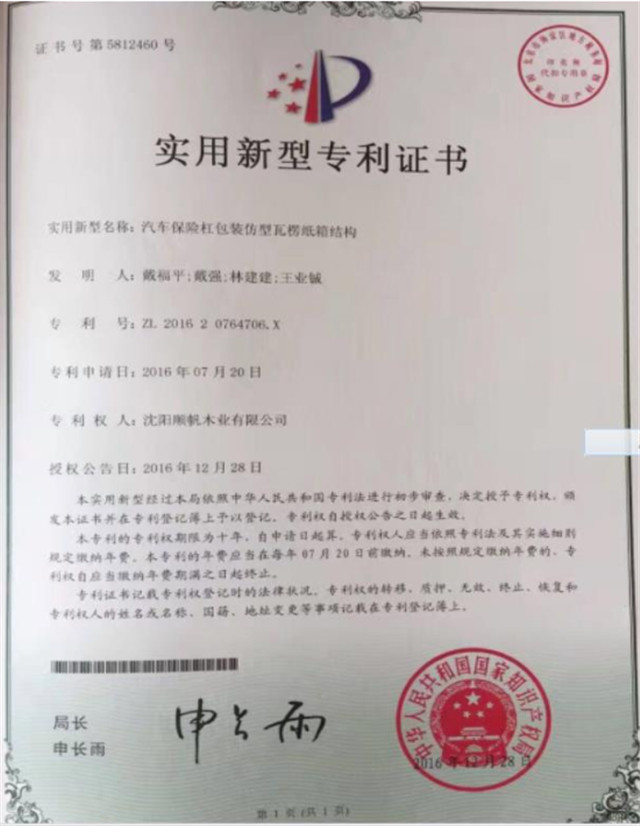 证书号第5812460号
印花税
代扣专用章
国家知识产权局
实用新型专利证书
实用新型名称：汽车保险杠包装仿型瓦楞纸箱结构
发 明 人：戴福平;戴强;林建建;王业铖
专 利 号：ZL 2016 2 0764706.X
专利申请日：2016年07月20日
专 利 权 人：沈阳顺帆木业有限公司
授权公告日：2016年12月28日
本实用新型经过本局依照中华人民共和国专利法进行初步审查，决定授予专利权，颁
发本证书并在专利登记簿上予以登记。专利权自授权公告之日起生效。
本专利的专利权期限为十年，自申请日起算。专利权人应当依照专利法及其实施细则
规定缴纳年费。本专利的年费应当在每年07月20日前缴纳。未按照规定缴纳年费的，专
利权自应当缴纳年费期满之日起终止。
专利证书记载专利权登记时的法律状况。专利权的转移、质押、无效、终止、恢复和
专利权人的姓名或名称、国籍、地址变更等事项记载在专利登记簿上。
局长
申长雨
申长雨
中华人民共和国国家知识产权局
2016年12月28日
第1页(共1页)